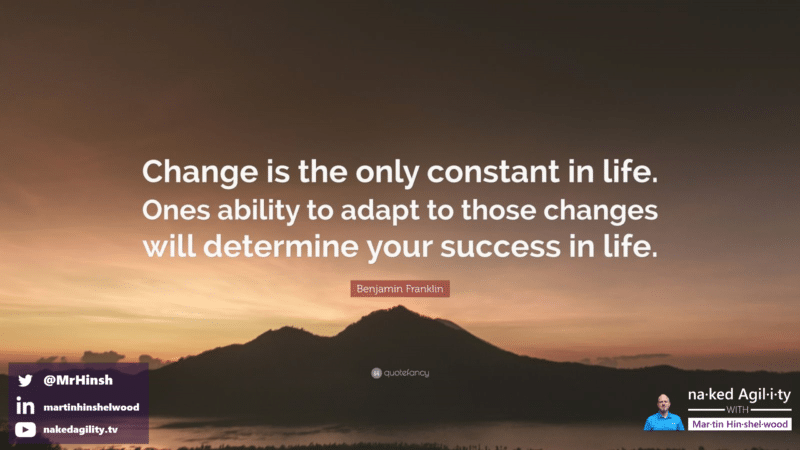 Change is the only constant in life.
Ones ability to adapt to those changes
will determine your success in life.
Benjamin Franklin
quotefancy
@MrHinsh
in martinhinshelwood
nakedagility.tv
na·ked Agil·i·ty
WITH
Mar·tin Hin·shel·wood